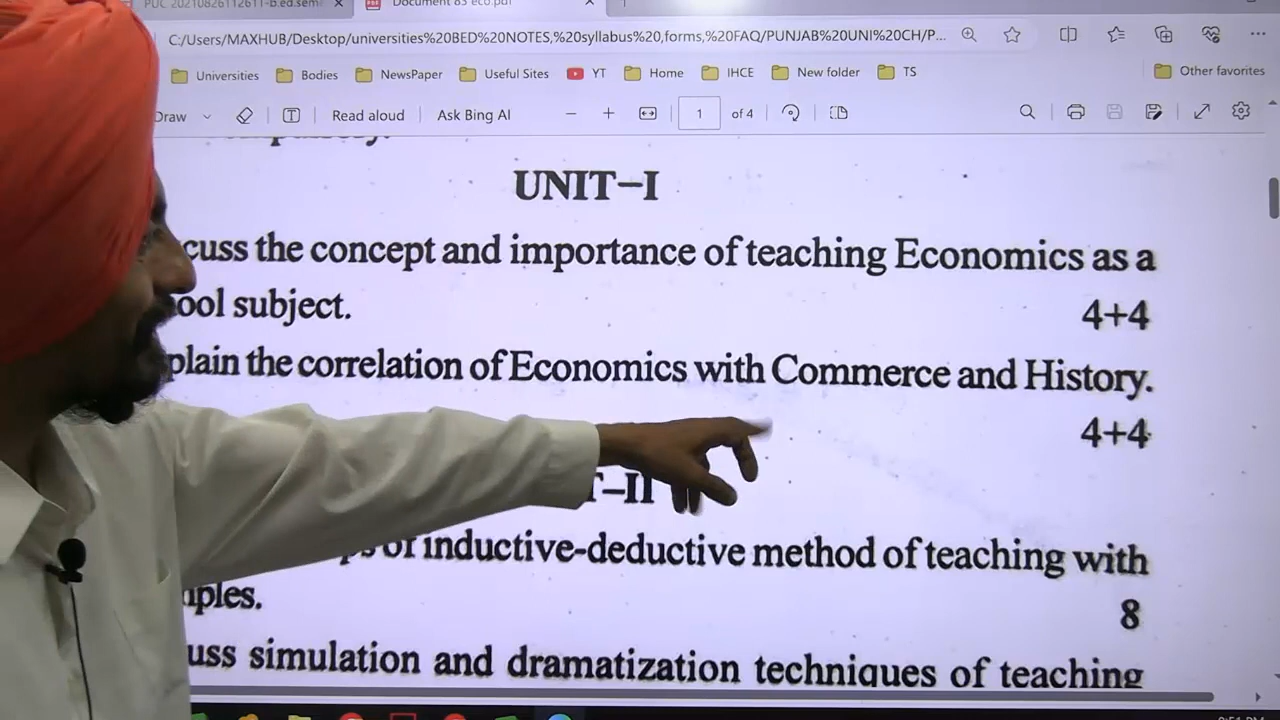 PUC 20210826112611-b.ed.seme
Document 83 eco.pdf
C:/Users/MAXHUB/Desktop/universities%20BED%20NOTES,%20syllabus%20,forms,%20FAQ/PUNJAB%20UNI%20CH/P...
Universities Bodies NewsPaper Useful Sites YT Home IHCE New folder TS Other favorites
Draw Read aloud Ask Bing AI 1 of 4
UNIT–I
cuss the concept and importance of teaching Economics as a
ool subject. 4+4
plain the correlation of Economics with Commerce and History.
4+4
T–II
of inductive-deductive method of teaching with
ples. 8
uss simulation and dramatization techniques of teaching